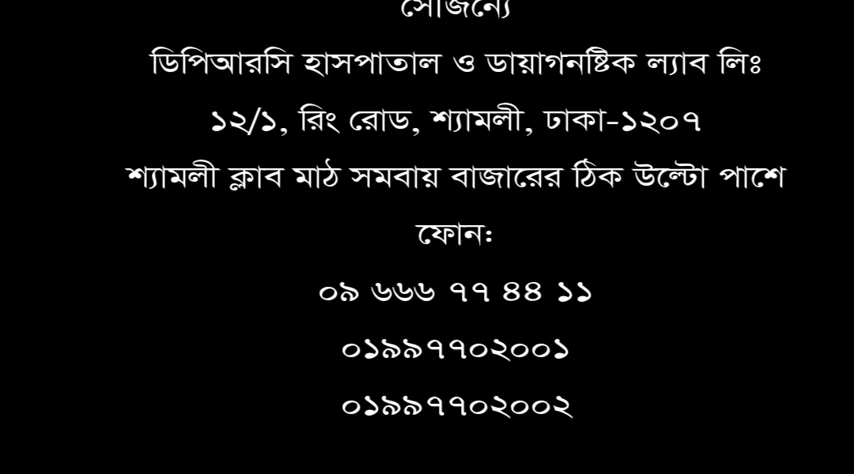 সৌজন্যে
ডিপিআরসি হাসপাতাল ও ডায়াগনষ্টিক ল্যাব লিঃ
১২/১, রিং রোড, শ্যামলী, ঢাকা-১২০৭
শ্যামলী ক্লাব মাঠ সমবায় বাজারের ঠিক উল্টো পাশে
ফোন:
০৯ ৬৬৬ ৭৭ ৪৪ ১১
০১৯৯৭৭০২০০১
০১৯৯৭৭০২০০২